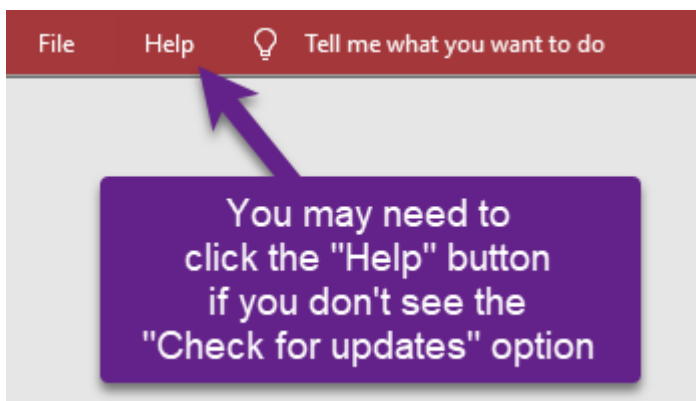 File Help Tell me what you want to do
You may need to
click the "Help" button
if you don't see the
"Check for updates" option